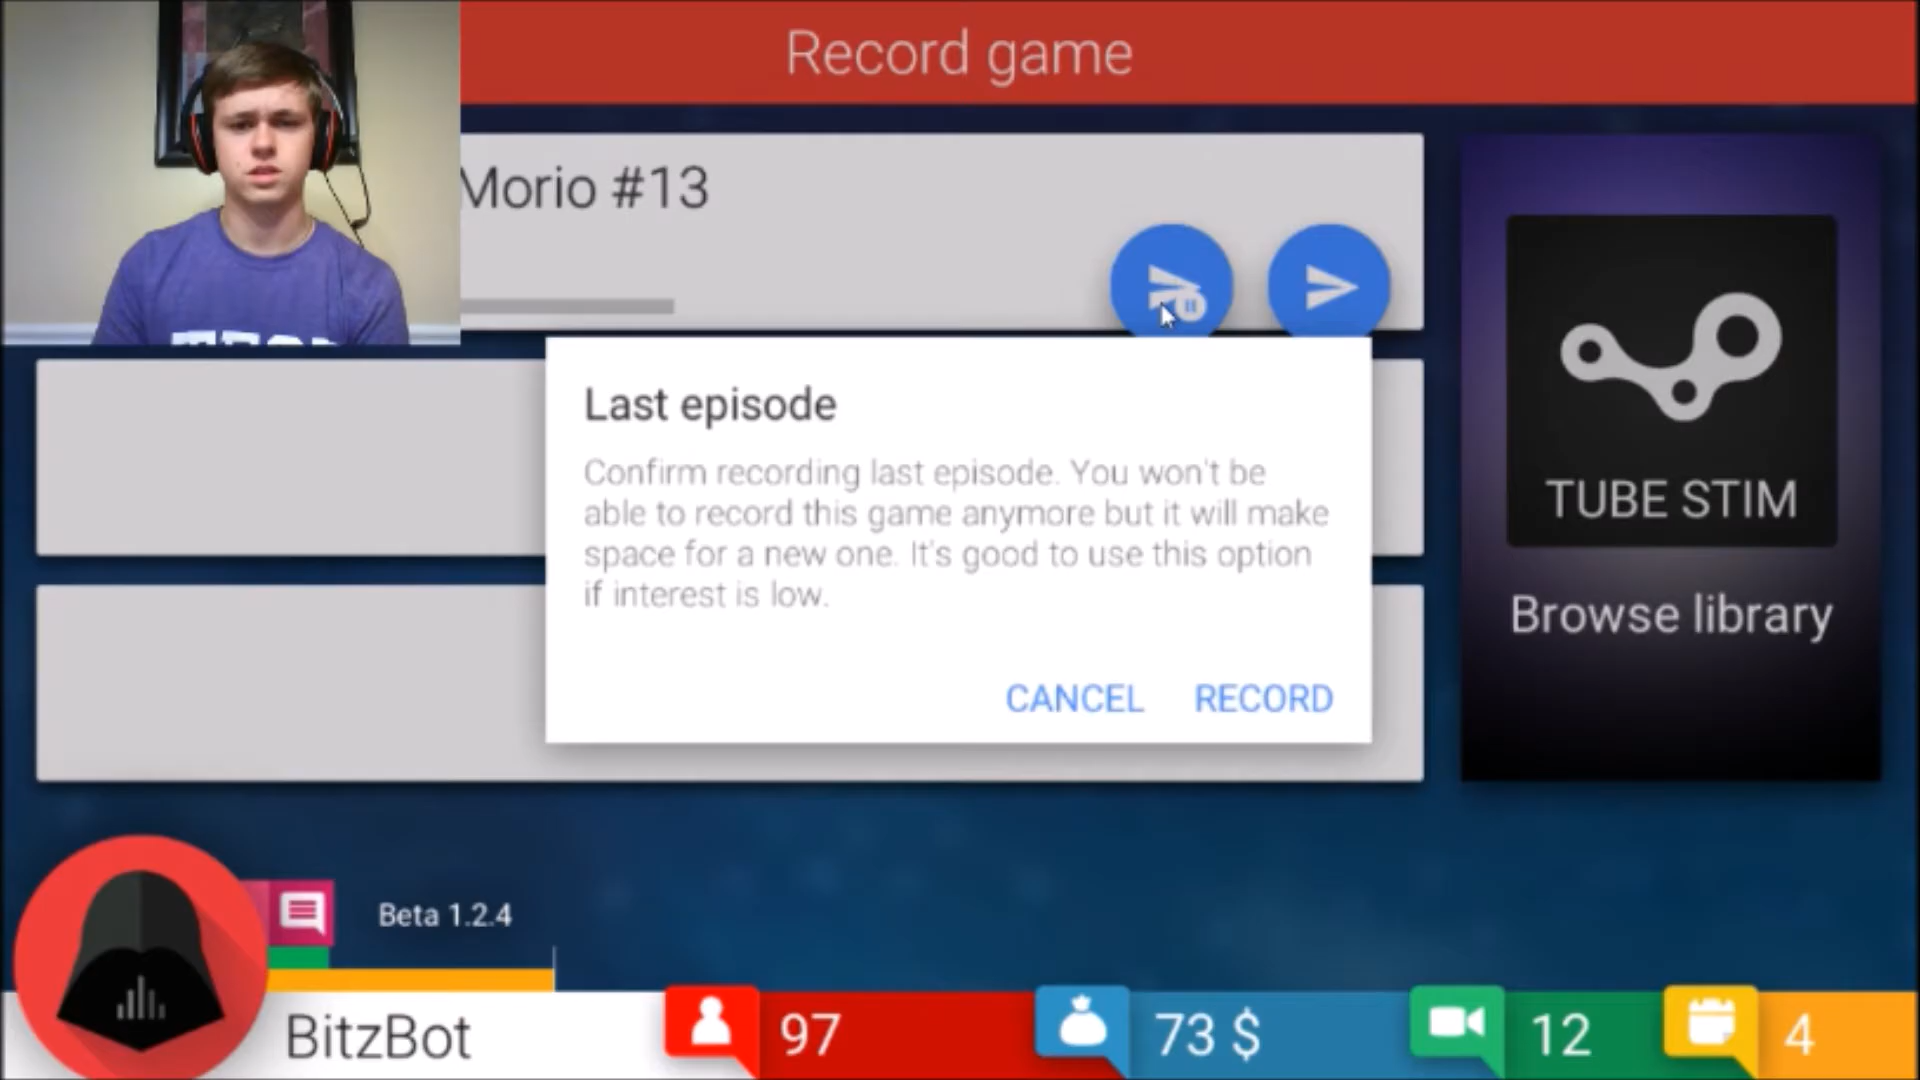 Record game
Morio #13
Last episode
Confirm recording last episode. You won't be
able to record this game anymore but it will make
space for a new one. It's good to use this option
if interest is low.
CANCEL RECORD
TUBE STIM
Browse library
Beta 1.2.4
BitzBot
97
73 $
12
4